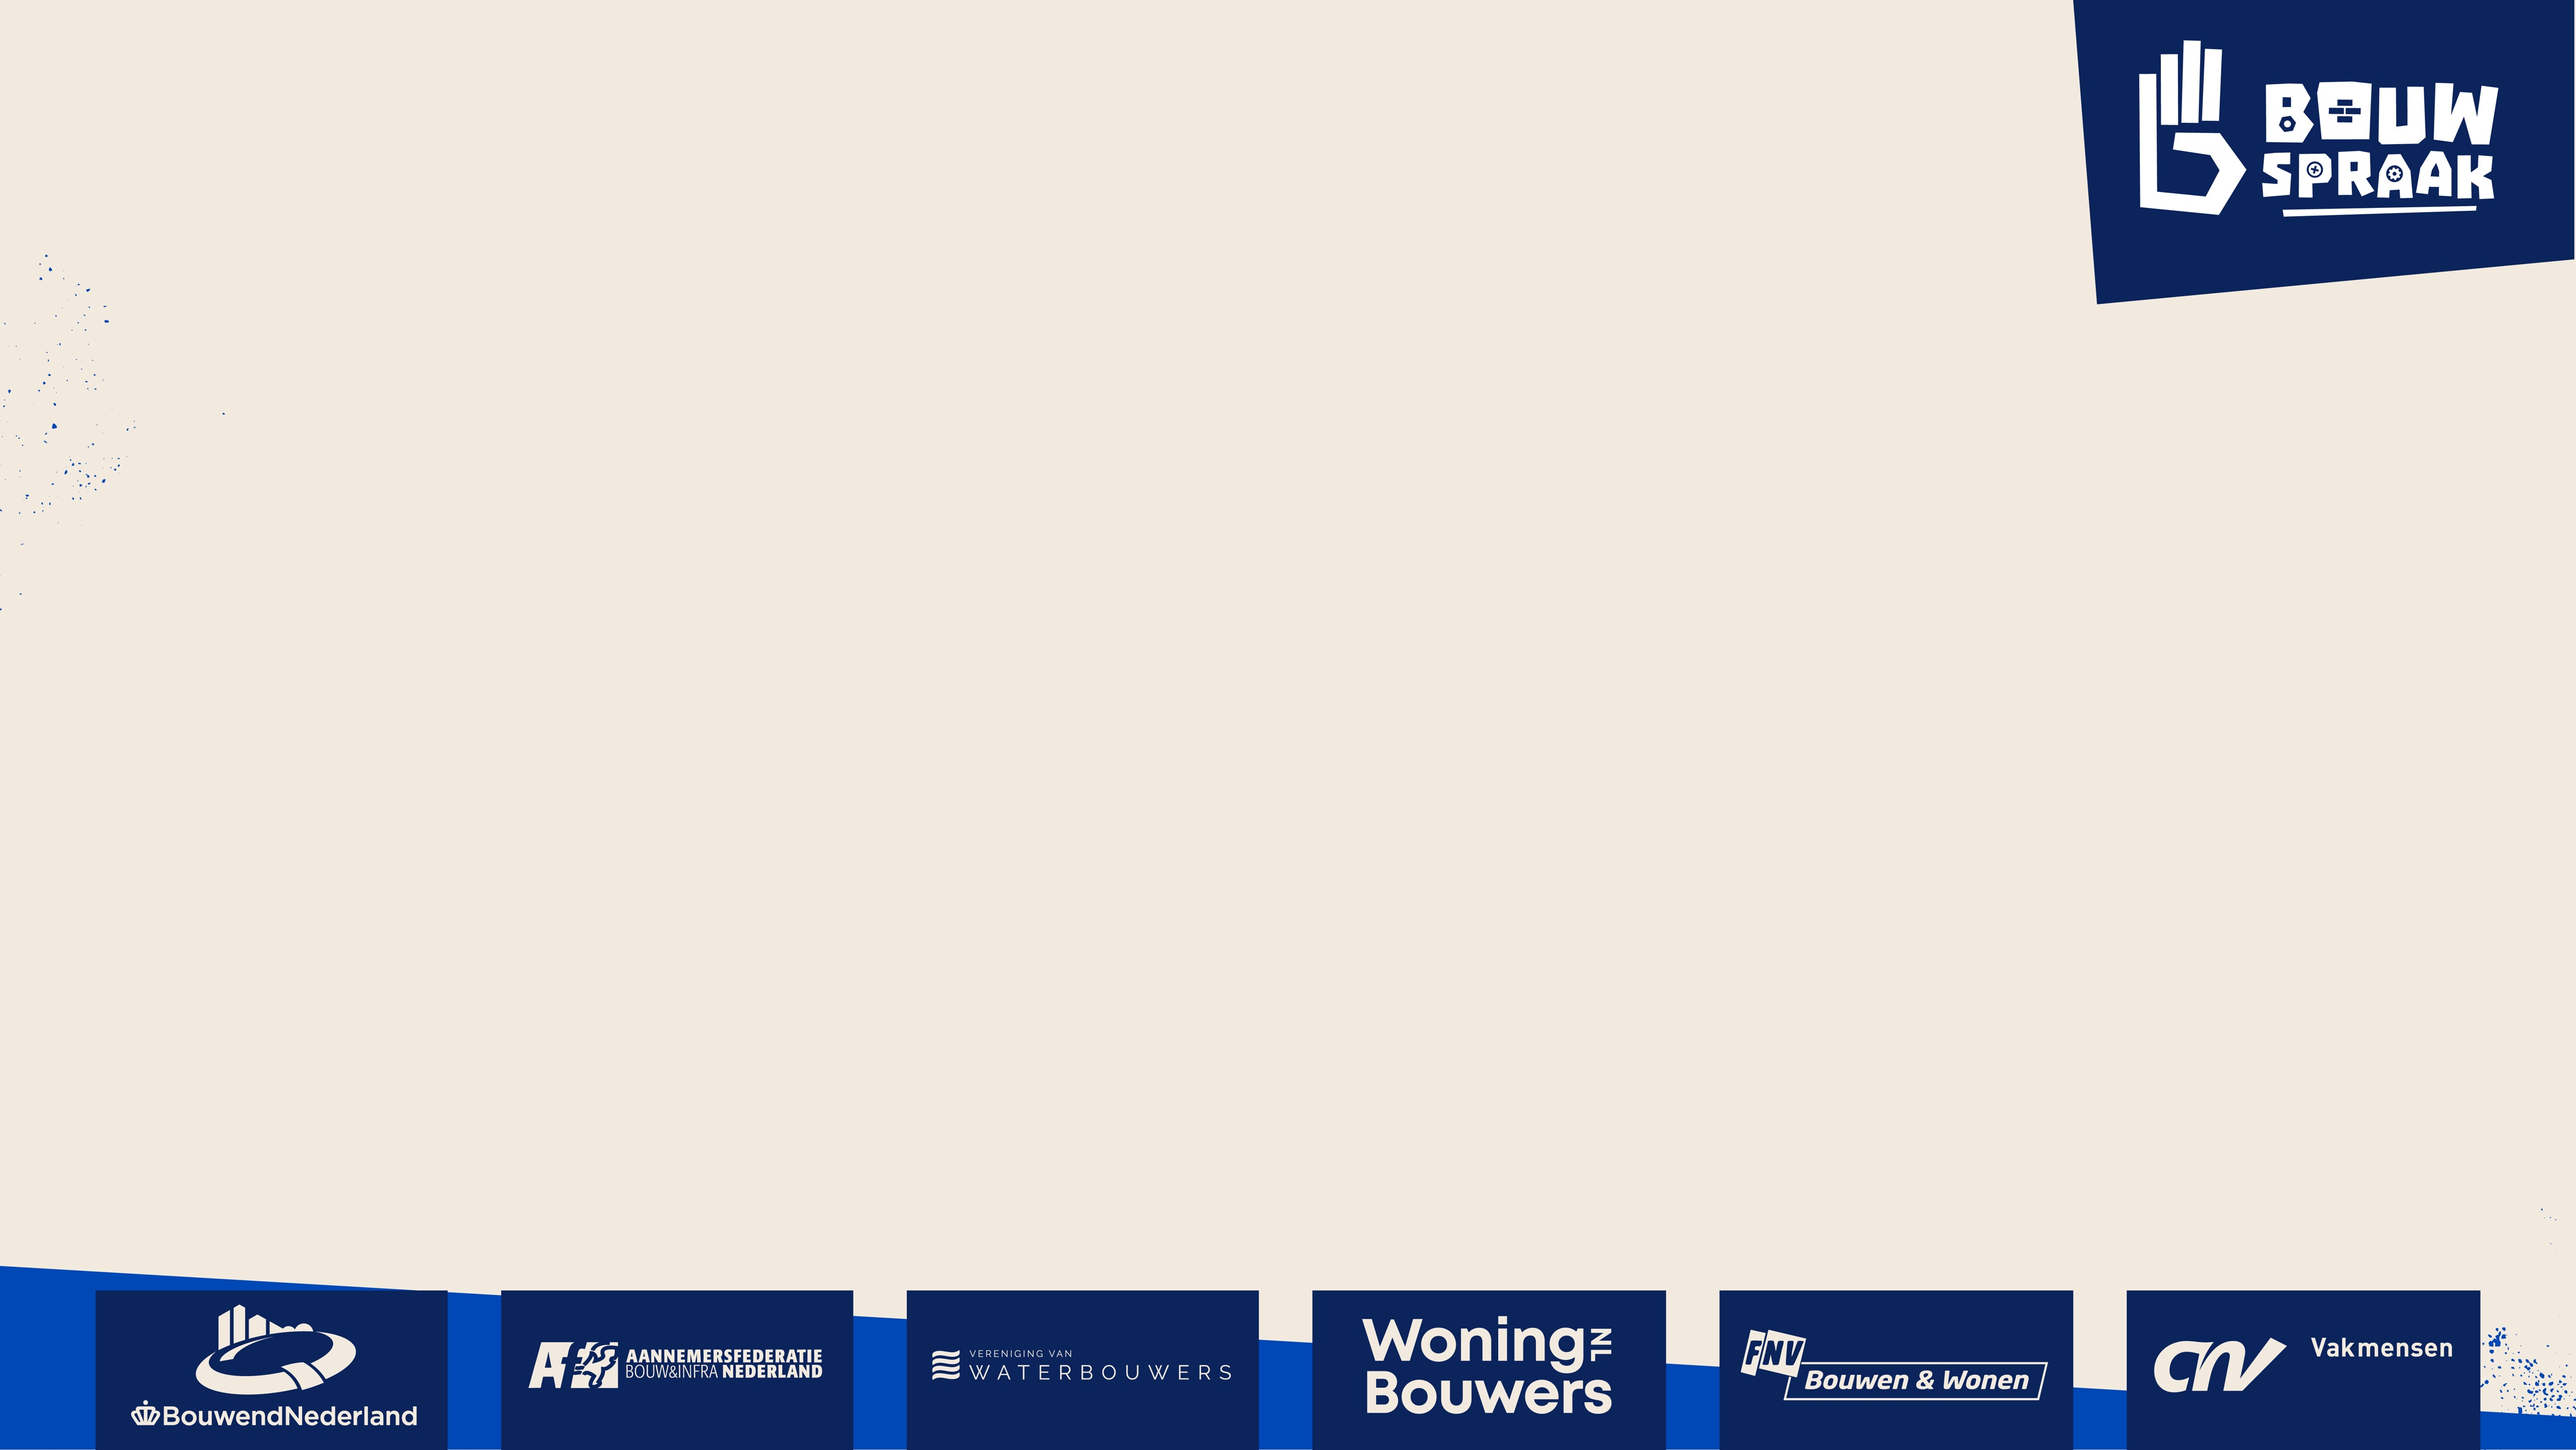 BOUW
SPRAAK
BouwendNederland
AANNEMERSFEDERATIE
BOUW&INFRA NEDERLAND
VERENIGING VAN
WATERBOUWERS
Woning
NL
Bouwers
FNV
Bouwen & Wonen
CNV
Vakmensen